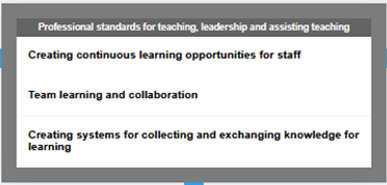 Professional standards for teaching, leadership and assisting teaching
Creating continuous learning opportunities for staff
Team learning and collaboration
Creating systems for collecting and exchanging knowledge for
learning